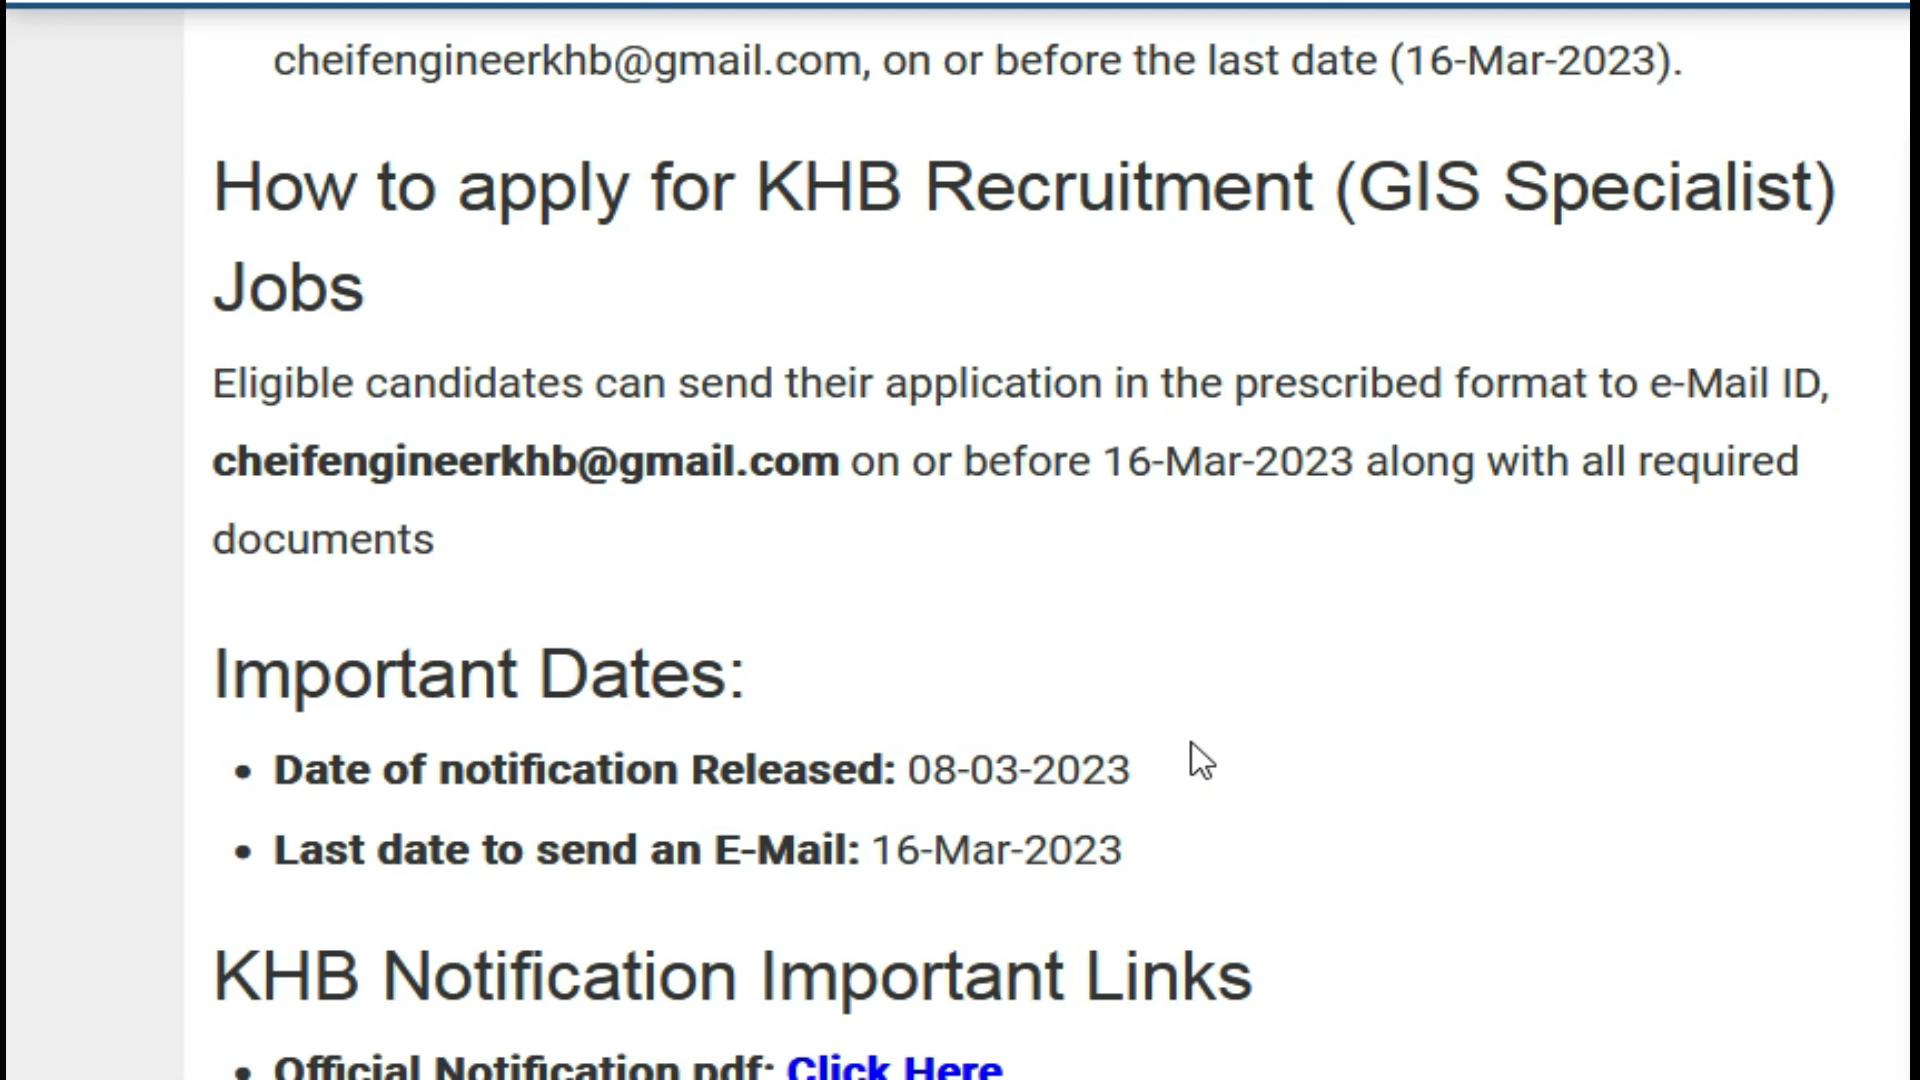 cheifengineerkhb@gmail.com, on or before the last date (16-Mar-2023).
How to apply for KHB Recruitment (GIS Specialist)
Jobs
Eligible candidates can send their application in the prescribed format to e-Mail ID,
cheifengineerkhb@gmail.com on or before 16-Mar-2023 along with all required
documents
Important Dates:
• Date of notification Released: 08-03-2023
• Last date to send an E-Mail: 16-Mar-2023
KHB Notification Important Links
• Official Notification pdf: Click Here